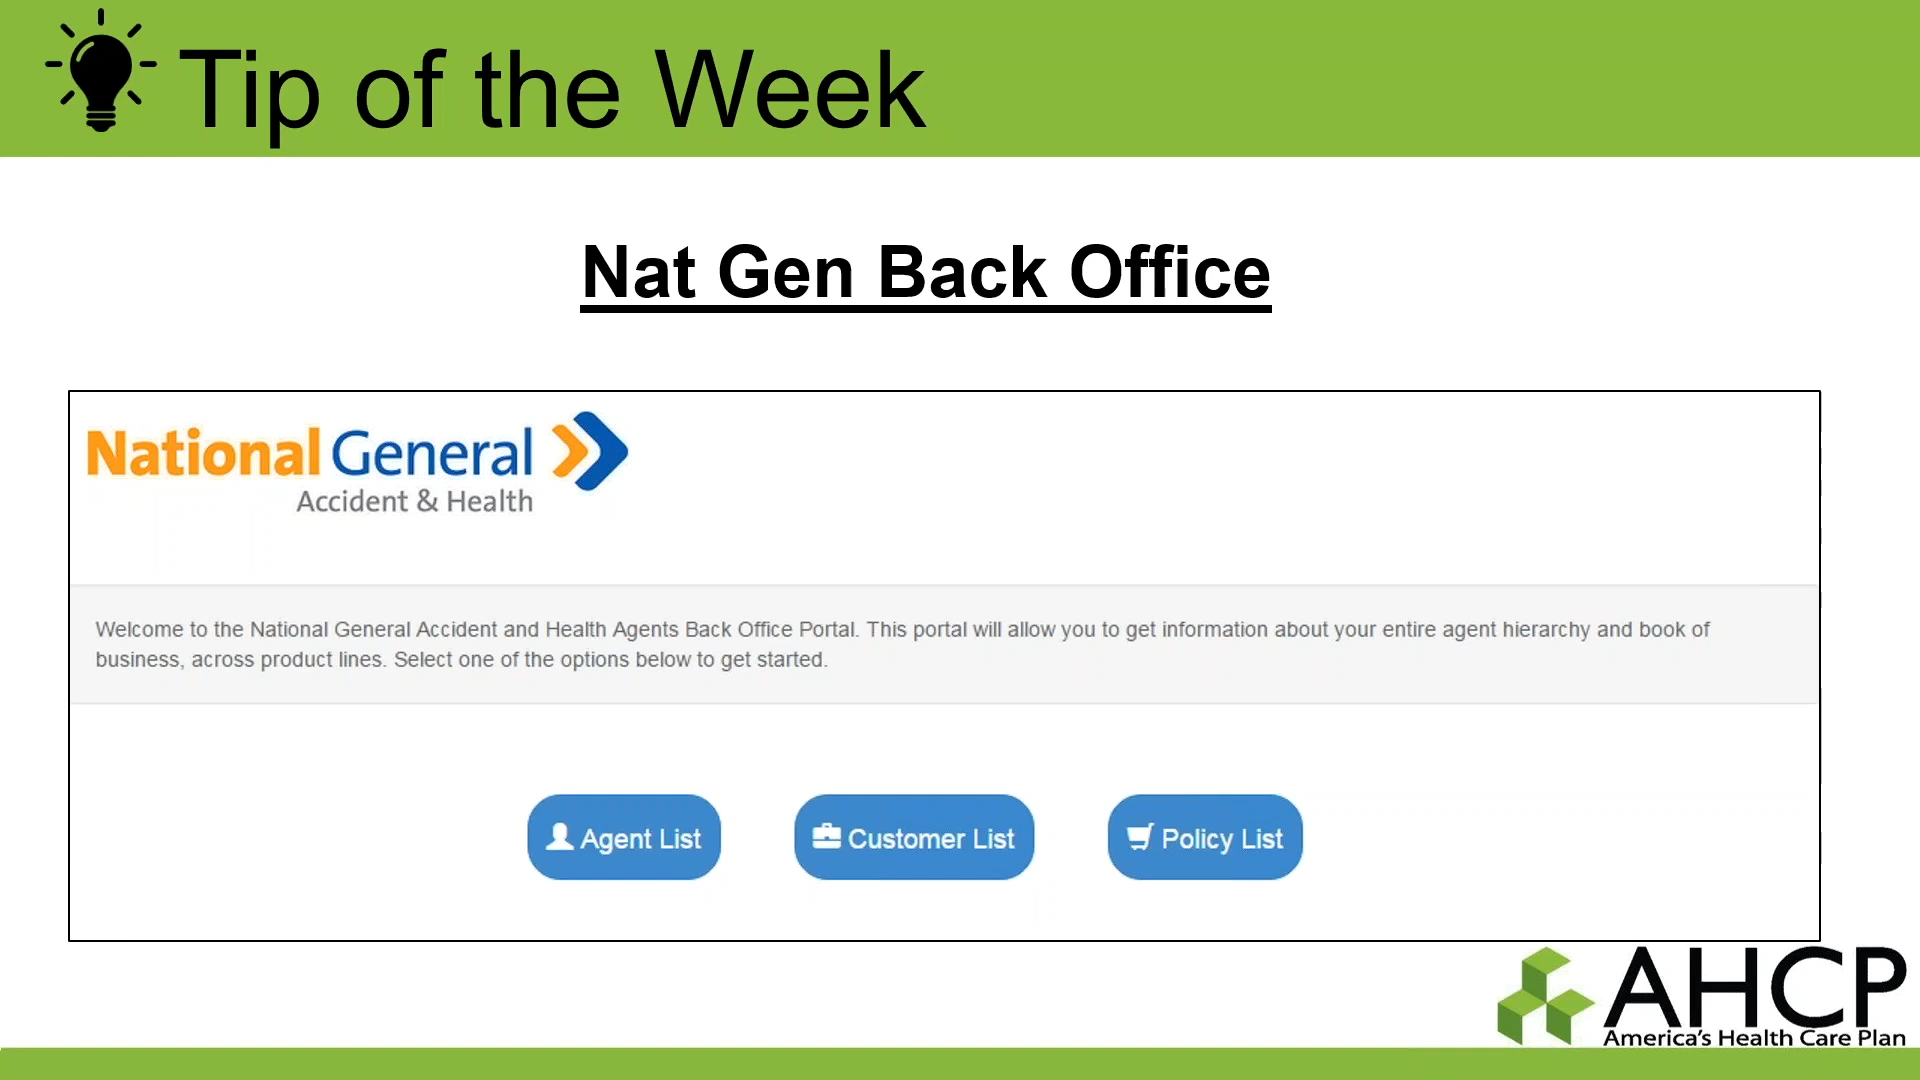 Tip of the Week
Nat Gen Back Office
National General
Accident & Health
Welcome to the National General Accident and Health Agents Back Office Portal. This portal will allow you to get information about your entire agent hierarchy and book of
business, across product lines. Select one of the options below to get started.
Agent List
Customer List
Policy List
AHCP
America's Health Care Plan